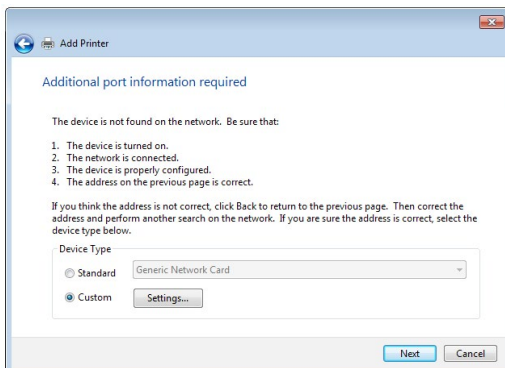 Add Printer
Additional port information required
The device is not found on the network.  Be sure that:
1.  The device is turned on.
2.  The network is connected.
3.  The device is properly configured.
4.  The address on the previous page is correct.
If you think the address is not correct, click Back to return to the previous page.  Then correct the
address and perform another search on the network.  If you are sure the address is correct, select the
device type below.
Device Type
Standard
Generic Network Card
Custom
Settings...
Next
Cancel